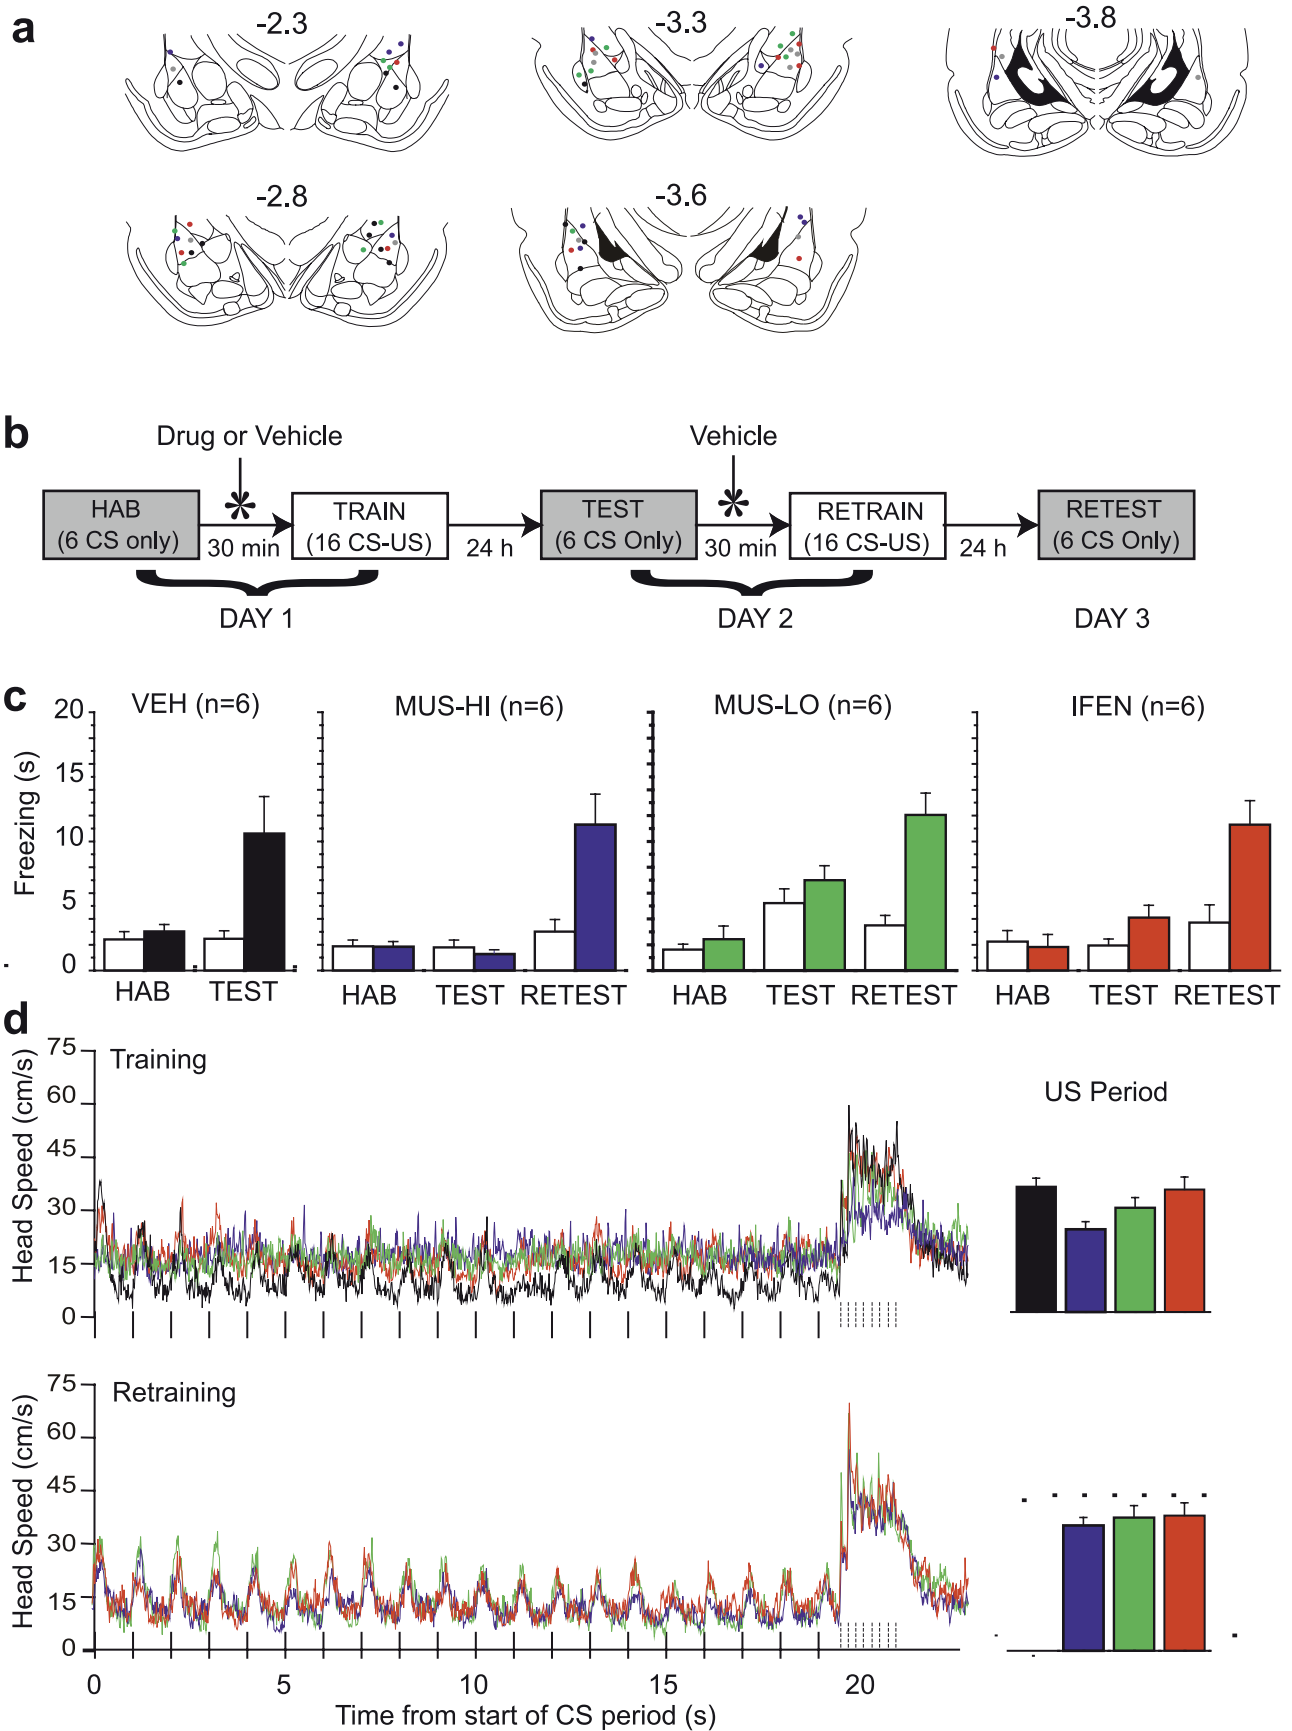 a
-2.3
-3.3
-3.8
-2.8
-3.6
b
Drug or Vehicle
Vehicle
HAB
(6 CS only)
30 min
TRAIN
(16 CS-US)
24 h
TEST
(6 CS Only)
30 min
RETRAIN
(16 CS-US)
24 h
RETEST
(6 CS Only)
DAY 1
DAY 2
DAY 3
c
VEH (n=6)
MUS-HI (n=6)
MUS-LO (n=6)
IFEN (n=6)
Freezing (s)
20
15
10
5
0
HAB
TEST
HAB
TEST
RETEST
HAB
TEST
RETEST
HAB
TEST
RETEST
d
Training
Head Speed (cm/s)
75
60
45
30
15
0
US Period
Retraining
Head Speed (cm/s)
75
60
45
30
15
0
0
5
10
15
20
Time from start of CS period (s)